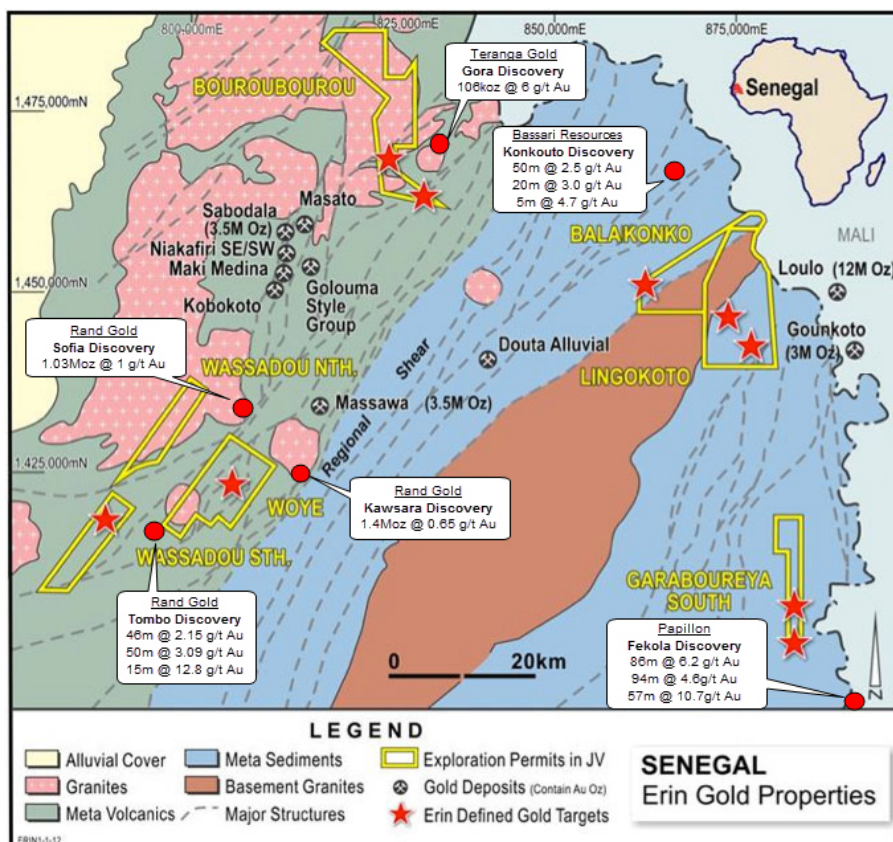 800,000mE
825,000mE
850,000mE
875,000mE
1,475,000mN
1,450,000mN
1,425,000mN
Teranga Gold
Gora Discovery
106koz @ 6 g/t Au
Bassari Resources
Konkouto Discovery
50m @ 2.5 g/t Au
20m @ 3.0 g/t Au
5m @ 4.7 g/t Au
Senegal
BOUROUBOUROU
Masato
Sabodala
(3.5M Oz)
Niakafiri SE/SW
Maki Medina
Kobokoto
Golouma
Style
Group
BALAKONKO
MALI
Loulo (12M Oz)
Gounkoto
(3M Oz)
LINGOKOTO
Rand Gold
Sofia Discovery
1.03Moz @ 1 g/t Au
WASSADOU NTH.
Douta Alluvial
Massawa (3.5M Oz)
Regional Shear
WOYE
Rand Gold
Kawsara Discovery
1.4Moz @ 0.65 g/t Au
WASSADOU STH.
Rand Gold
Tombo Discovery
46m @ 2.15 g/t Au
50m @ 3.09 g/t Au
15m @ 12.8 g/t Au
GARABOUREYA
SOUTH
Papillon
Fekola Discovery
86m @ 6.2 g/t Au
94m @ 4.6g/t Au
57m @ 10.7g/t Au
0 20km
Z
LEGEND
Alluvial Cover
Granites
Meta Volcanics
Meta Sediments
Basement Granites
Major Structures
Exploration Permits in JV
Gold Deposits (Contain Au Oz)
Erin Defined Gold Targets
SENEGAL
Erin Gold Properties
ERIN1-1-12